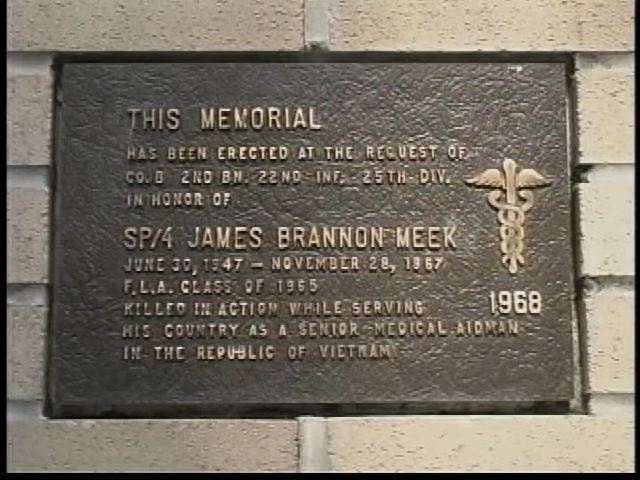 THIS MEMORIAL
HAS BEEN ERECTED AT THE REQUEST OF
CO. B 2ND BN. 22ND INF. 25TH DIV.
IN HONOR OF
SP/4 JAMES BRANNON MEEK
JUNE 30, 1947 — NOVEMBER 28, 1967
F.L.A. CLASS OF 1965
KILLED IN ACTION WHILE SERVING
HIS COUNTRY AS A SENIOR MEDICAL AIDMAN
IN THE REPUBLIC OF VIETNAM
1968